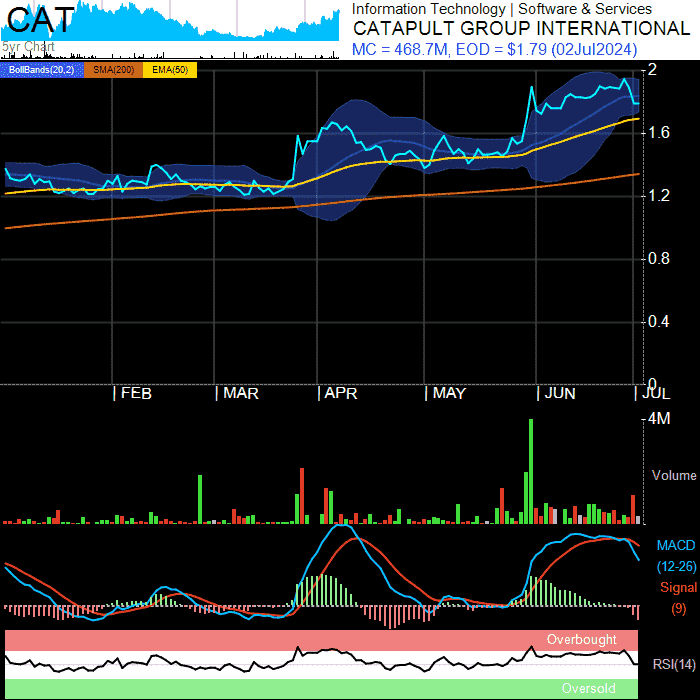 CAT
5yr Chart
Information Technology | Software & Services
CATAPULT GROUP INTERNATIONAL
MC = 468.7M, EOD = $1.79 (02Jul2024)
BollBands(20,2) SMA(200) EMA(50)
2
1.6
1.2
0.8
0.4
0
FEB MAR APR MAY JUN JUL
4M
Volume
MACD
(12-26)
Signal
(9)
Overbought
RSI(14)
Oversold